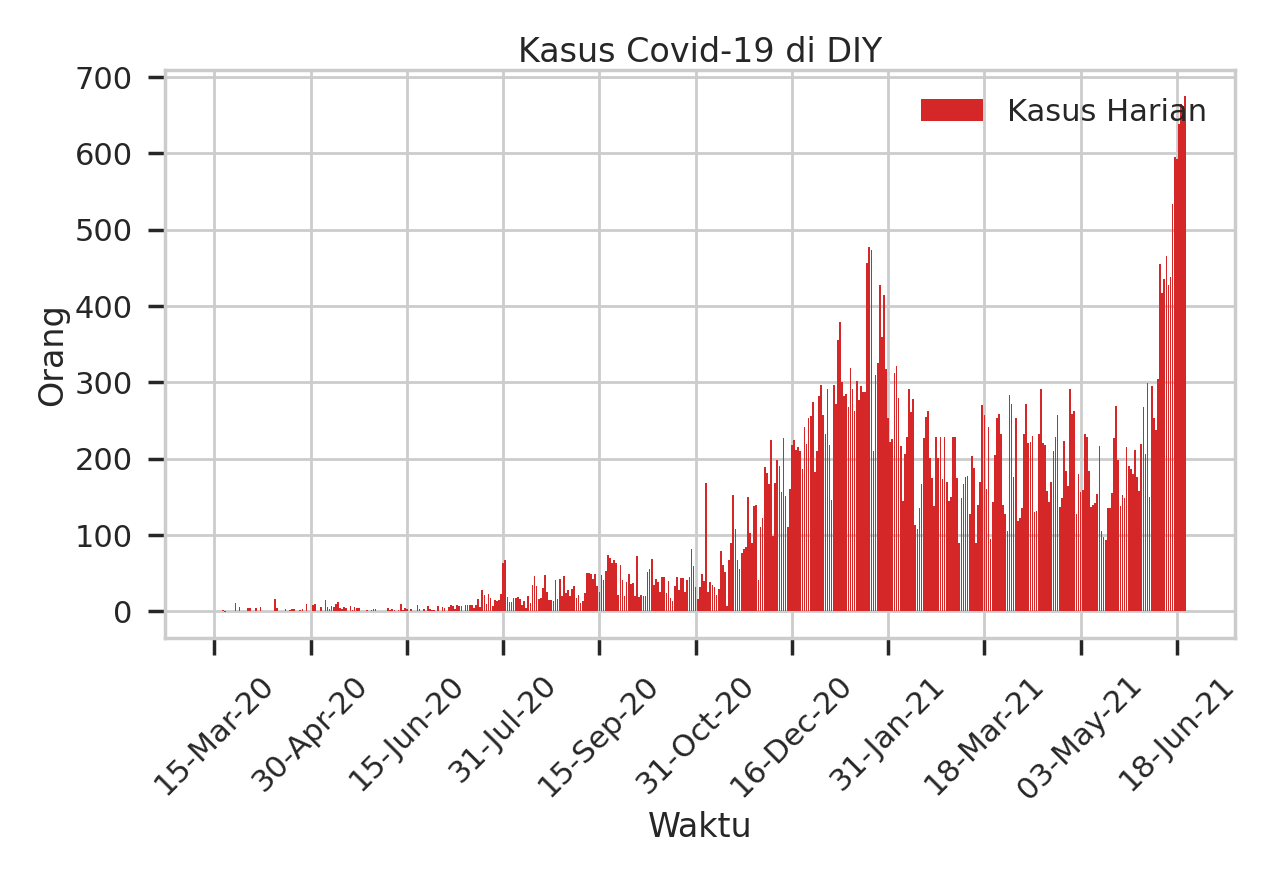 Kasus Covid-19 di DIY
Kasus Harian
700
600
500
400
300
200
100
0
Orang
15-Mar-20
30-Apr-20
15-Jun-20
31-Jul-20
15-Sep-20
31-Oct-20
16-Dec-20
31-Jan-21
18-Mar-21
03-May-21
18-Jun-21
Waktu